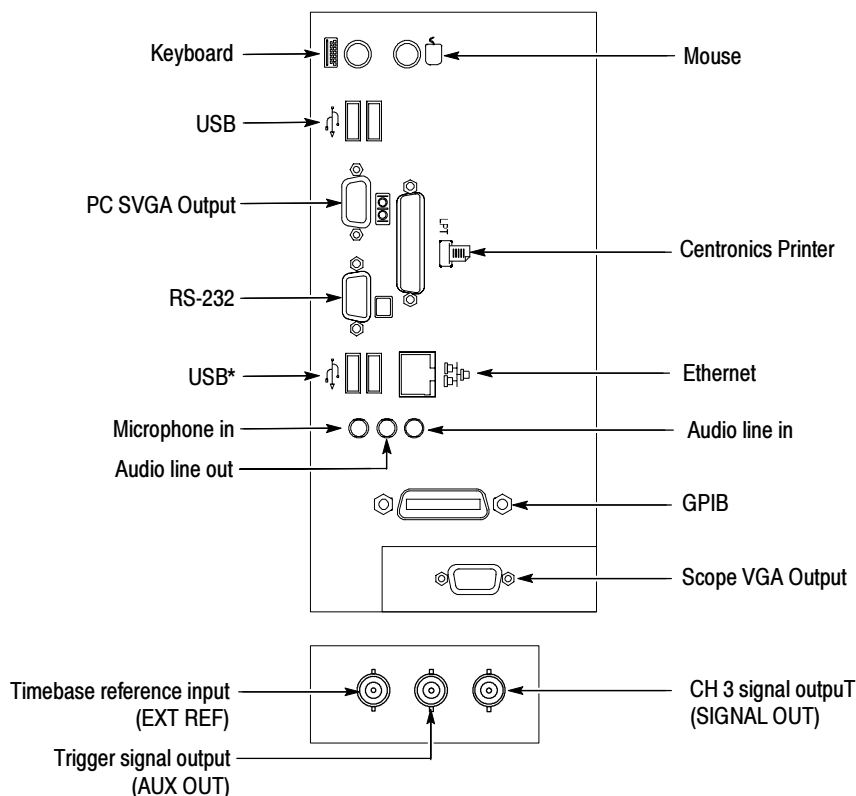 Keyboard
Mouse
USB
PC SVGA Output
LPT
Centronics Printer
RS-232
USB*
Ethernet
Microphone in
Audio line in
Audio line out
GPIB
Scope VGA Output
Timebase reference input
(EXT REF)
CH 3 signal outpuT
(SIGNAL OUT)
Trigger signal output
(AUX OUT)